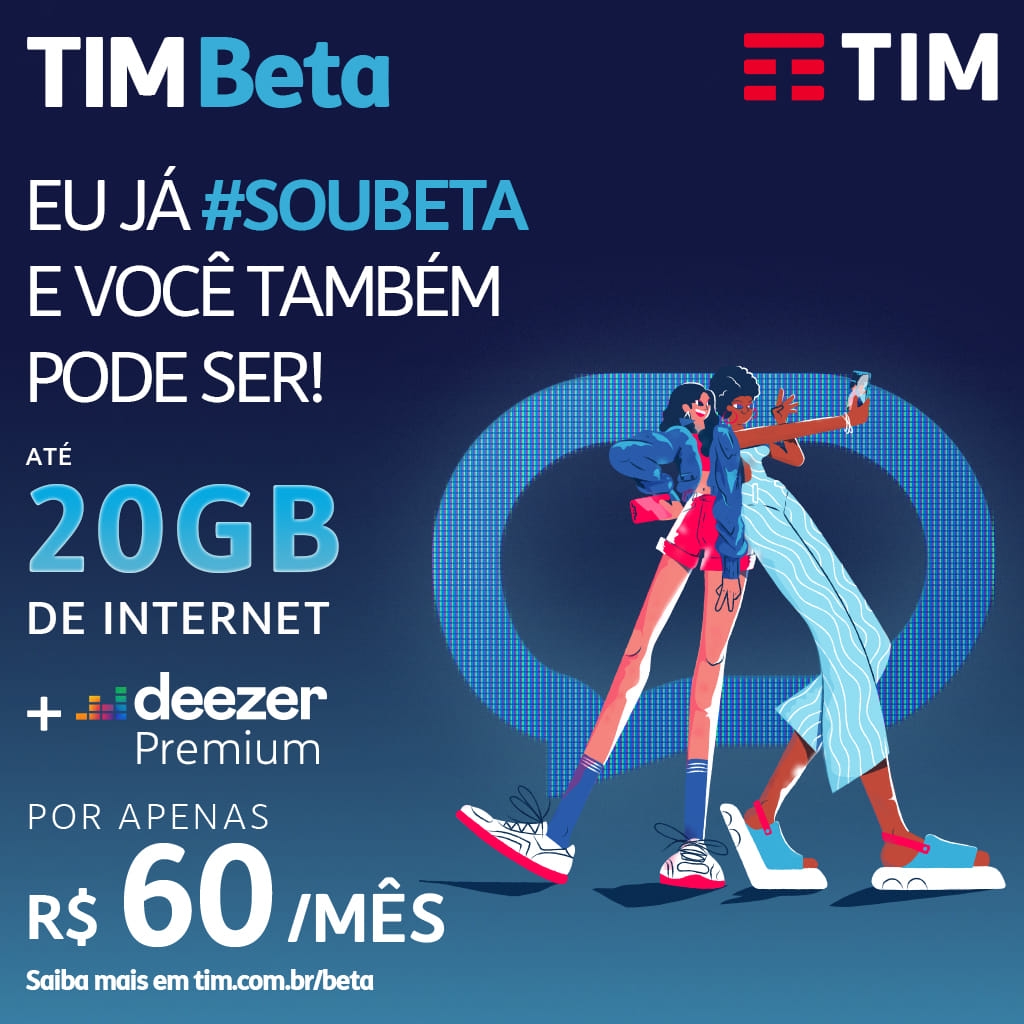 TIM Beta
TIM
EU JÁ #SOUBETA
E VOCÊ TAMBÉM
PODE SER!
ATÉ
20GB
DE INTERNET
+ deezer
Premium
POR APENAS
R$ 60 /MÊS
Saiba mais em tim.com.br/beta